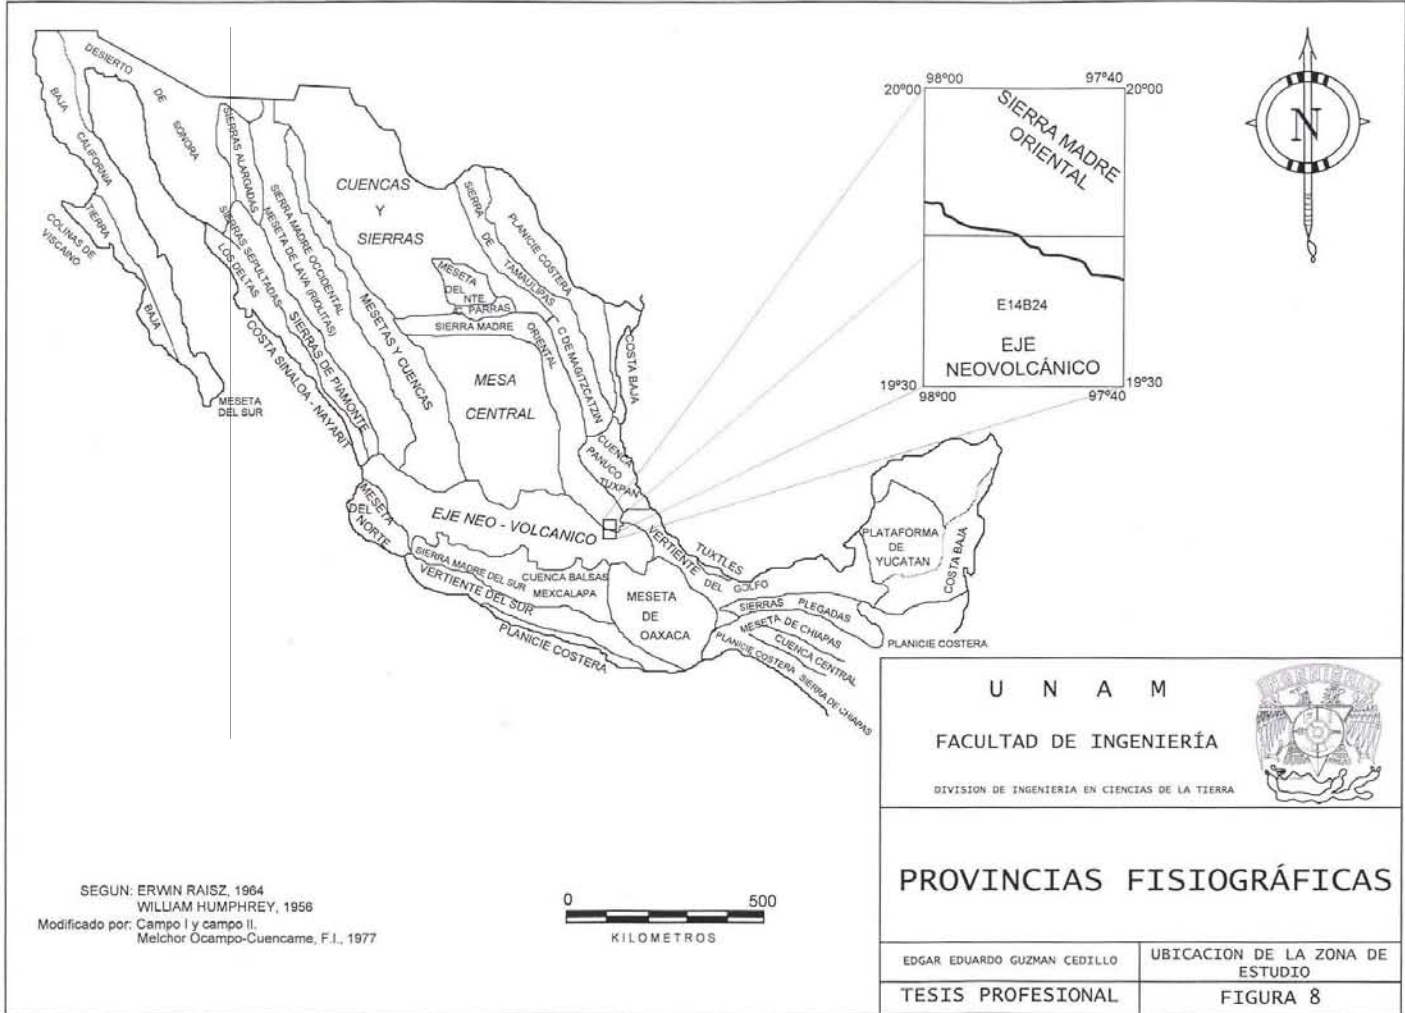 DESIERTO
DE
SONORA
BAJA
CALIFORNIA
TIERRA
BAJA
COLINAS DE
VISCAINO
MESETA
DEL SUR
SIERRAS ALARGADAS
SIERRAS SEPULTADAS
LOS DELTAS
COSTA SINALOA - NAYARIT
SIERRA MADRE OCCIDENTAL
MESETA DE LAVA (RIOLITAS)
SIERRAS DE PIAMONTE
MESETAS Y CUENCAS
CUENCAS
Y
SIERRAS
MESETA
DEL
NTE
C. PARRAS
SIERRA MADRE
ORIENTAL
SIERRA
DE
TAMAULIPAS
PLANICIE COSTERA
C DE MAGITZCATZIN
COSTA BAJA
MESA
CENTRAL
CUENCA
PANUCO
TUXPAN
MESETA
DEL
NORTE
EJE NEO - VOLCANICO
SIERRA MADRE DEL SUR
VERTIENTE DEL SUR
PLANICIE COSTERA
CUENCA BALSAS
MEXCALAPA
MESETA
DE
OAXACA
VERTIENTE
DEL
GOLFO
TUXTLES
SIERRAS
PLEGADAS
MESETA DE CHIAPAS
CUENCA CENTRAL
PLANICIE COSTERA
SIERRA DE CHIAPAS
PLATAFORMA
DE
YUCATAN
COSTA BAJA
PLANICIE COSTERA
98º00
97º40
20º00
20º00
SIERRA MADRE
ORIENTAL
E14B24
EJE
NEOVOLCÁNICO
19º30
19º30
98º00
97º40
N
SEGUN: ERWIN RAISZ, 1964
WILLIAM HUMPHREY, 1956
Modificado por: Campo I y campo II.
Melchor Ocampo-Cuencame, F.I., 1977
0
500
KILOMETROS
U N A M
FACULTAD DE INGENIERÍA
DIVISION DE INGENIERIA EN CIENCIAS DE LA TIERRA
PROVINCIAS FISIOGRÁFICAS
EDGAR EDUARDO GUZMAN CEDILLO
UBICACION DE LA ZONA DE
ESTUDIO
TESIS PROFESIONAL
FIGURA 8